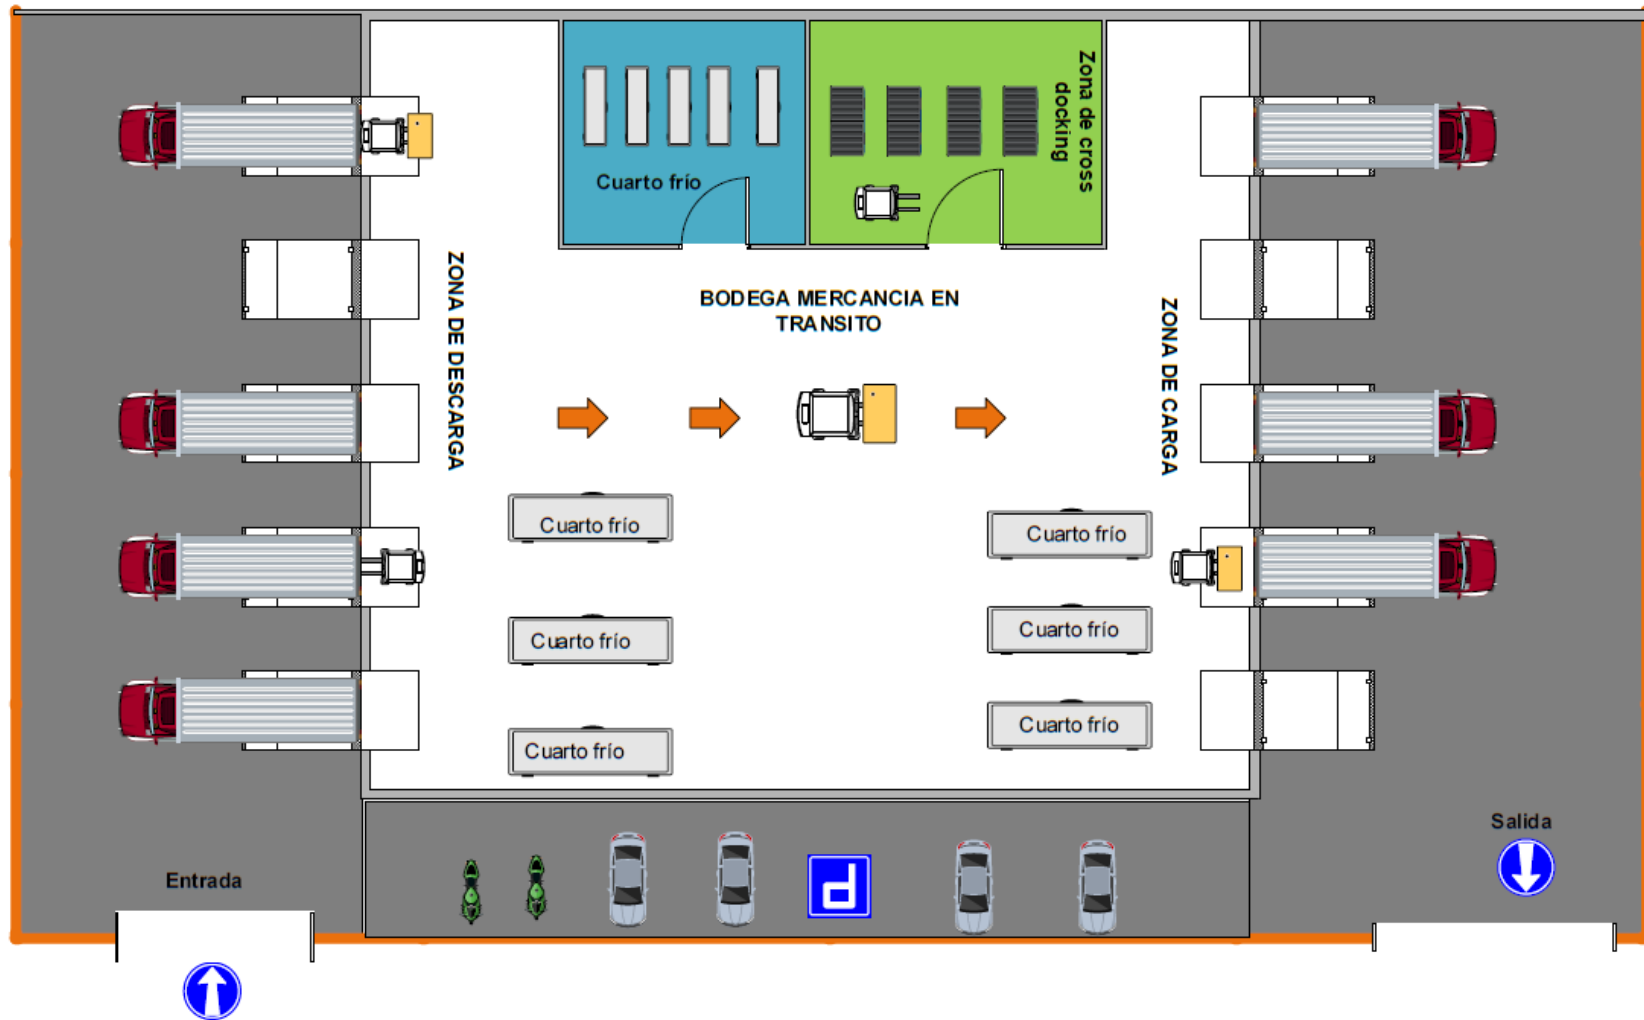 Cuarto frío
Zona de cross
docking
ZONA DE DESCARGA
BODEGA MERCANCIA EN
TRANSITO
ZONA DE CARGA
Cuarto frío
Cuarto frío
Cuarto frío
Cuarto frío
Cuarto frío
Cuarto frío
Entrada
P
Salida